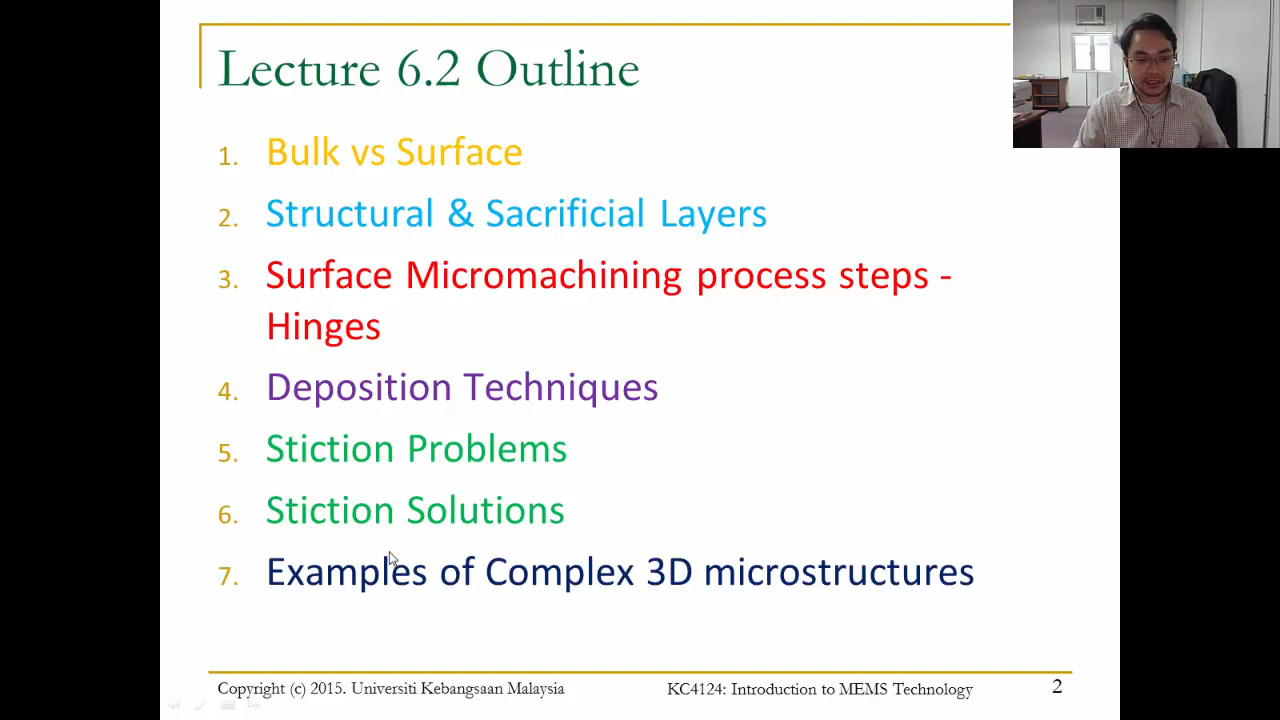 Lecture 6.2 Outline
1. Bulk vs Surface
2. Structural & Sacrificial Layers
3. Surface Micromachining process steps -
Hinges
4. Deposition Techniques
5. Stiction Problems
6. Stiction Solutions
7. Examples of Complex 3D microstructures
Copyright (c) 2015. Universiti Kebangsaan Malaysia
KC4124: Introduction to MEMS Technology
2